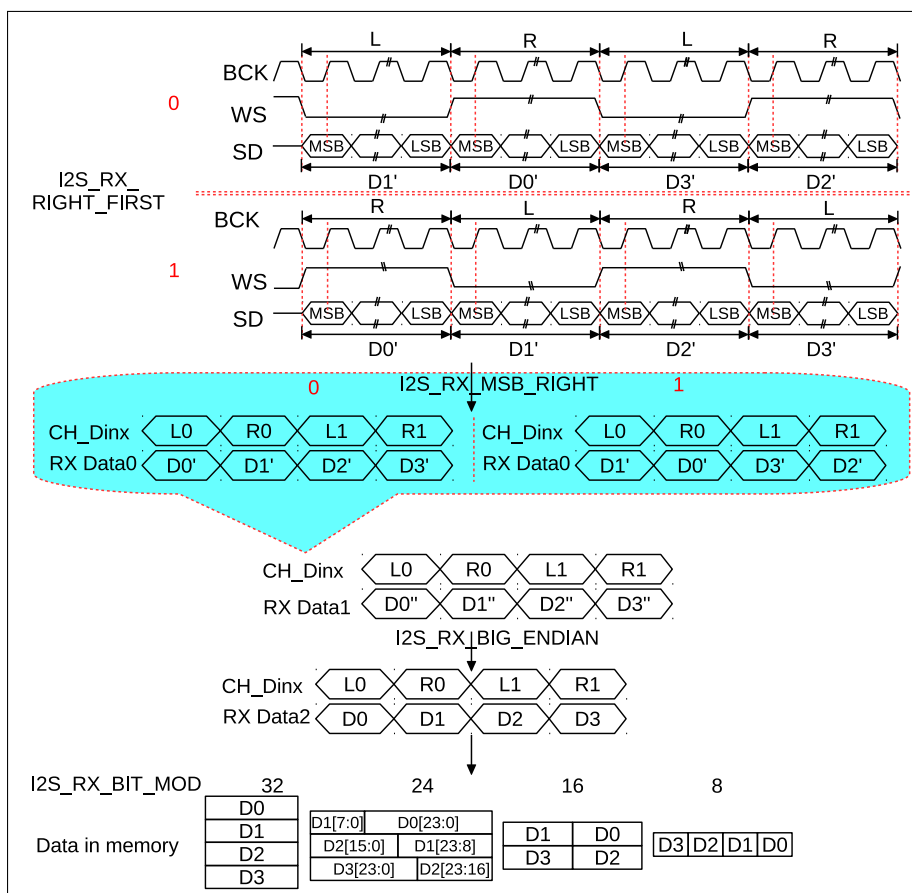 L R L R
BCK
0
WS
SD MSB LSB MSB LSB MSB LSB MSB LSB
D1' D0' D3' D2'
I2S_RX_
RIGHT_FIRST
R L R L
BCK
1
WS
SD MSB LSB MSB LSB MSB LSB MSB LSB
D0' D1' D2' D3'
0 I2S_RX_MSB_RIGHT 1
CH_Dinx L0 R0 L1 R1 CH_Dinx L0 R0 L1 R1
RX Data0 D0' D1' D2' D3' RX Data0 D1' D0' D3' D2'
CH_Dinx L0 R0 L1 R1
RX Data1 D0" D1" D2" D3"
I2S_RX_BIG_ENDIAN
CH_Dinx L0 R0 L1 R1
RX Data2 D0 D1 D2 D3
I2S_RX_BIT_MOD 32 24 16 8
Data in memory
D0
D1
D2
D3
D1[7:0] D0[23:0]
D2[15:0] D1[23:8]
D3[23:0] D2[23:16]
D1 D0
D3 D2
D3 D2 D1 D0